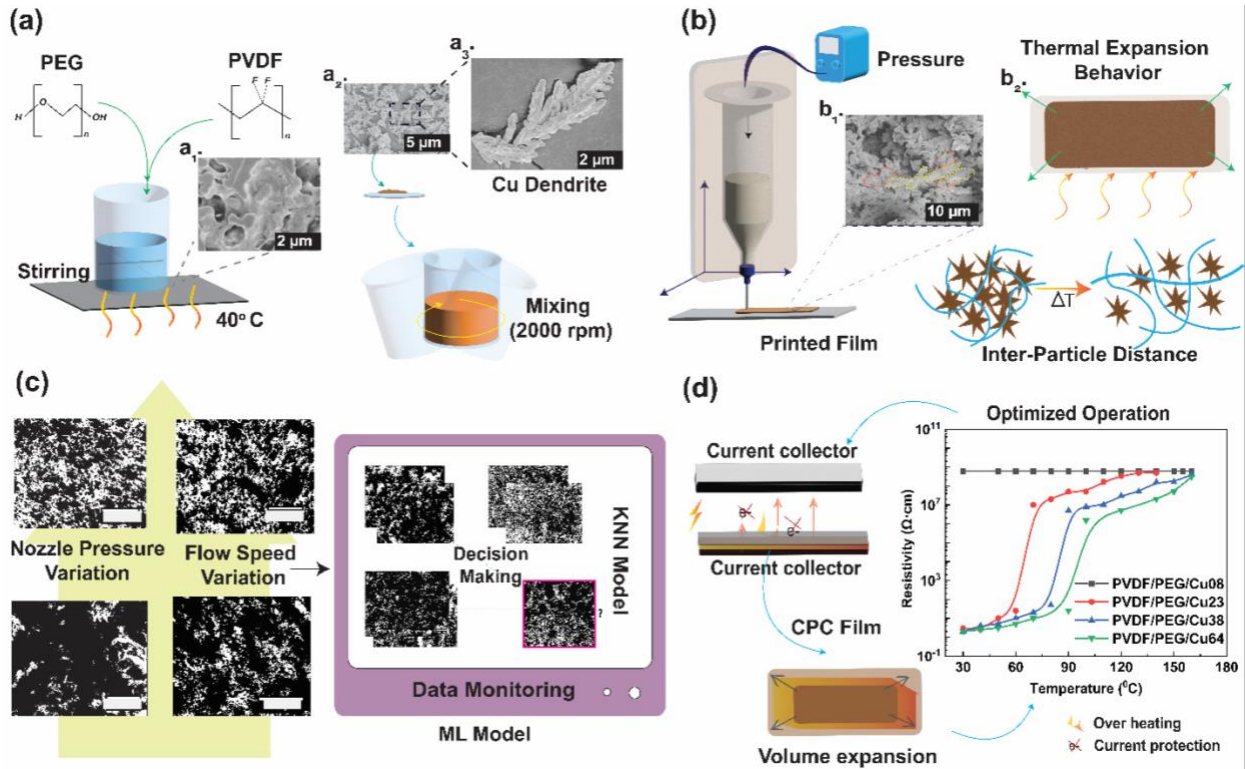 (a)
PEG
PVDF
H
O
OH
n
F F
n
a1.
2 µm
Stirring
40° C
a2.
5 µm
a3.
2 µm
Cu Dendrite
Mixing
(2000 rpm)
(b)
Pressure
b1.
10 µm
Printed Film
Thermal Expansion
Behavior
b2.
ΔT
Inter-Particle Distance
(c)
Nozzle Pressure
Variation
Flow Speed
Variation
Decision
Making
?
KNN Model
Data Monitoring
ML Model
(d)
Optimized Operation
Current collector
e-
e-
Current collector
CPC Film
Volume expansion
Resistivity (Ω·cm)
10^11
10^7
10^3
10^-1
PVDF/PEG/Cu08
PVDF/PEG/Cu23
PVDF/PEG/Cu38
PVDF/PEG/Cu64
30 60 90 120 150 180
Temperature (⁰C)
Over heating
e-
Current protection